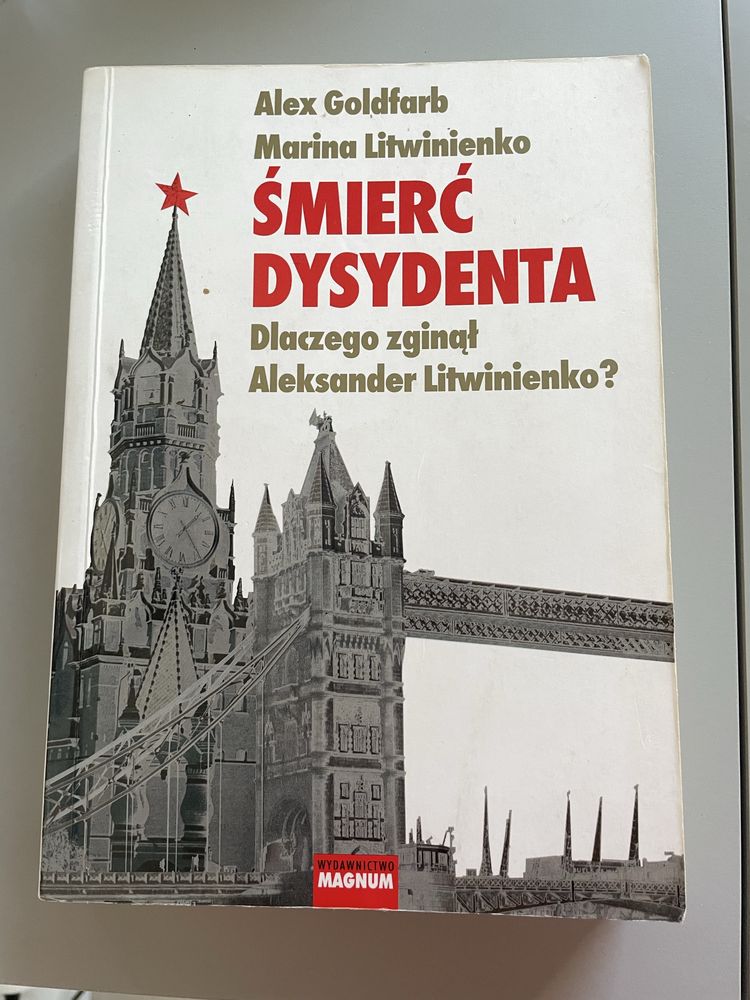 Alex Goldfarb
Marina Litwinienko
ŚMIERĆ
DYSYDENTA
Dlaczego zginął
Aleksander Litwinienko?
WYDAWNICTWO
MAGNUM